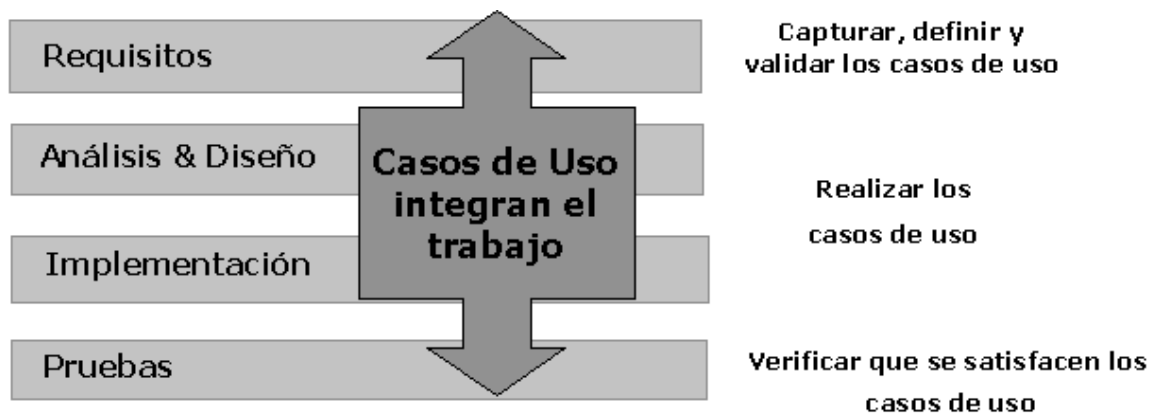 Requisitos
Capturar, definir y
validar los casos de uso
Análisis & Diseño
Casos de Uso
integran el
trabajo
Realizar los
casos de uso
Implementación
Pruebas
Verificar que se satisfacen los
casos de uso